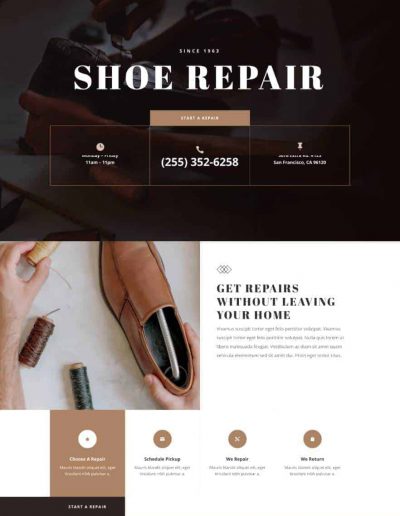 SINCE 1963
SHOE REPAIR
START A REPAIR
Monday - Friday
11am - 11pm
(255) 352-6258
San Francisco, CA 96120
GET REPAIRS
WITHOUT LEAVING
YOUR HOME
Vivamus suscipit tortor eget felis porttitor volutpat. Vivamus
suscipit tortor eget felis porttitor volutpat. Nulla quis lorem ut
libero malesuada feugiat. Vestibulum ac diam sit amet quam
vehicula elementum sed sit amet dui. Proin eget tortor risus.
Choose A Repair
Mauris blandit aliquet elit, eget
tincidunt nibh pulvinar a.
Schedule Pickup
Mauris blandit aliquet elit, eget
tincidunt nibh pulvinar a.
We Repair
Mauris blandit aliquet elit, eget
tincidunt nibh pulvinar a.
We Return
Mauris blandit aliquet elit, eget
tincidunt nibh pulvinar a.
START A REPAIR